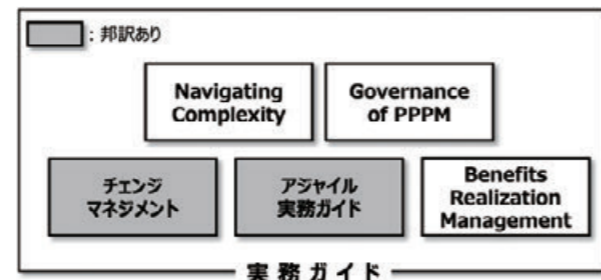 : 邦訳あり
Navigating
Complexity
Governance
of PPPM
チェンジ
マネジメント
アジャイル
実務ガイド
Benefits
Realization
Management
実務ガイド